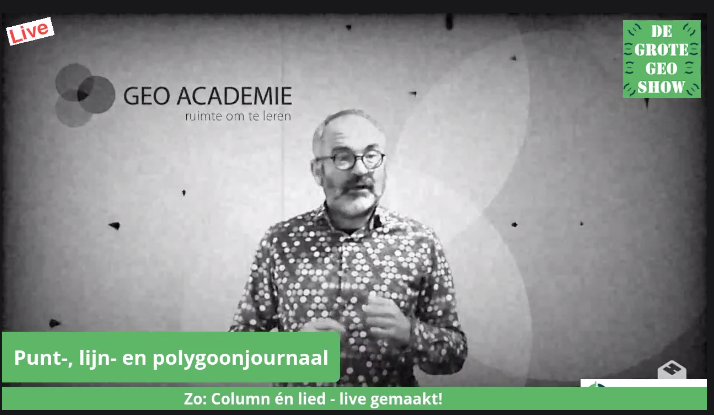 Live
DE
GROTE
GEO
SHOW
GEO ACADEMIE
ruimte om te leren
Punt-, lijn- en polygoonjournaal
Zo: Column én lied - live gemaakt!